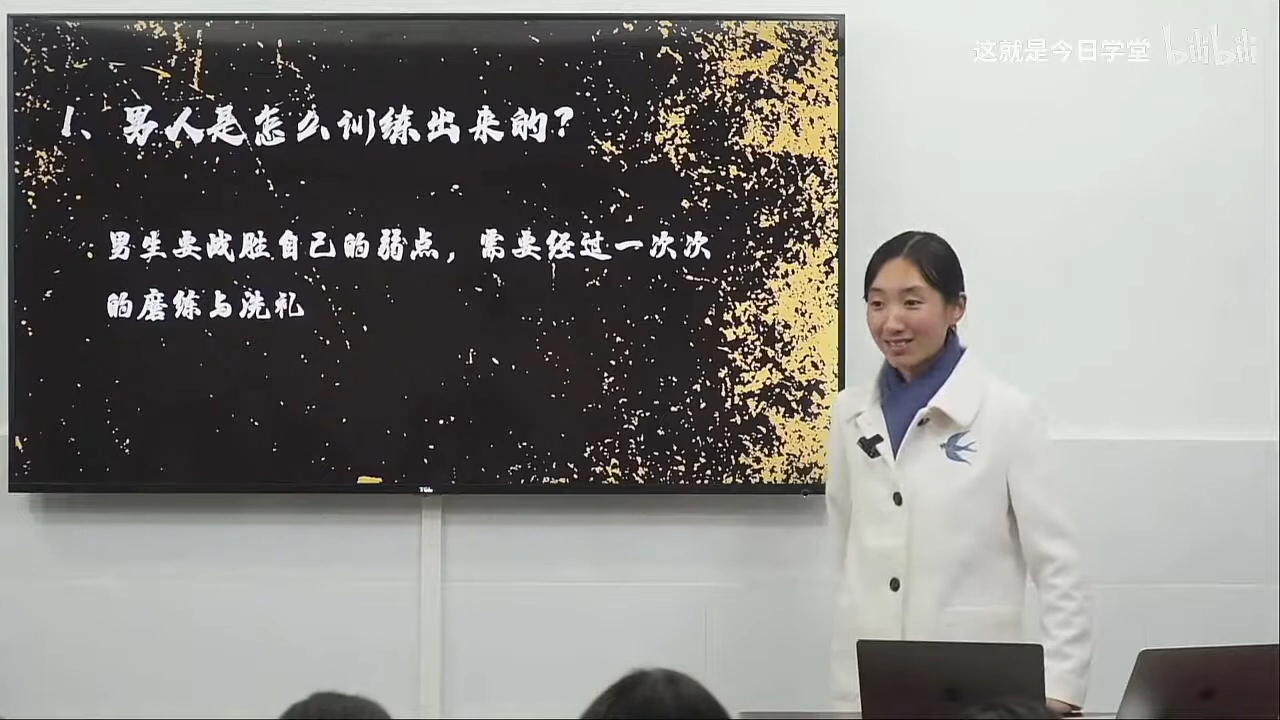 这就是今日学堂 bilibili
1、男人是怎么训练出来的？
男生要战胜自己的弱点，需要经过一次次
的磨练与洗礼
TCL